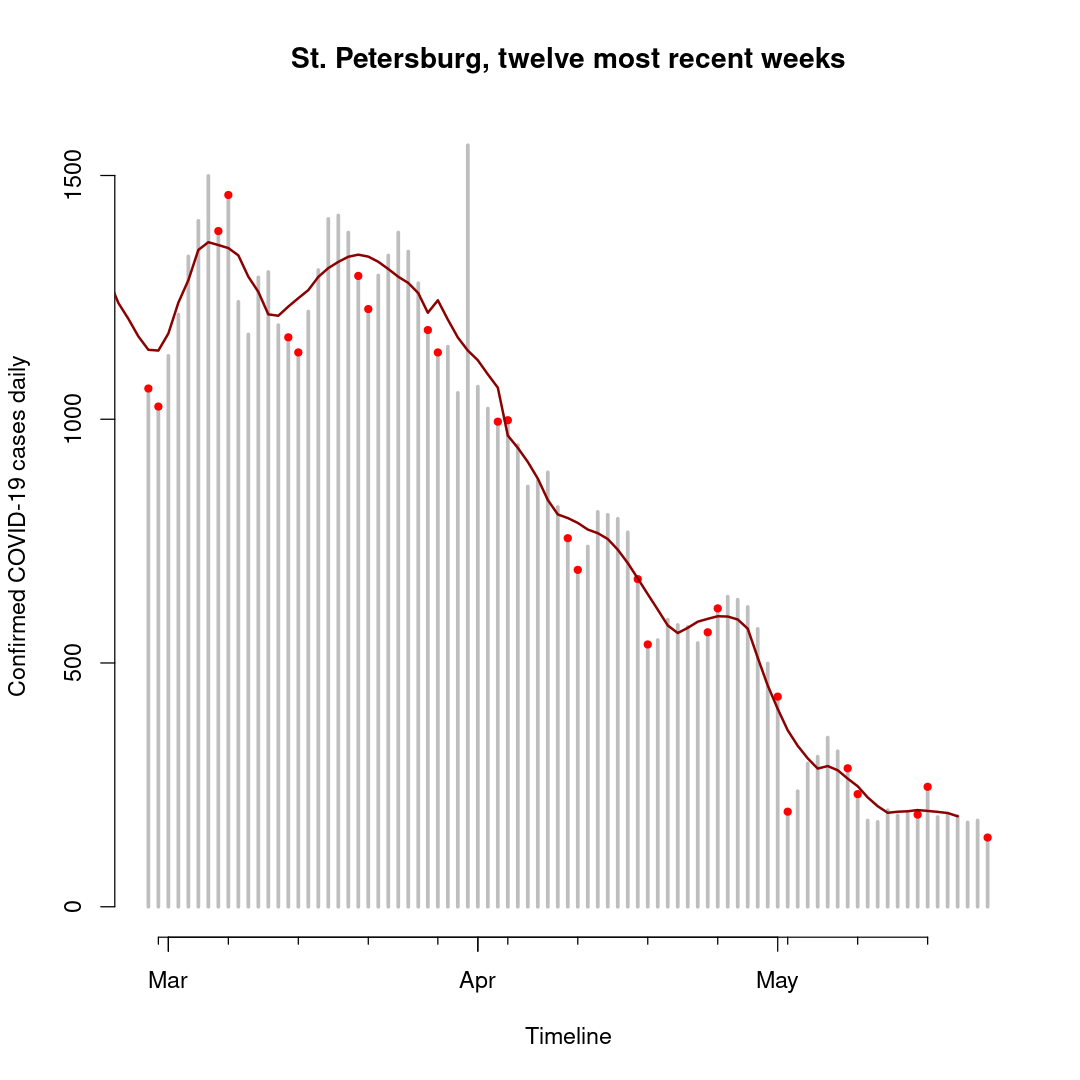 St. Petersburg, twelve most recent weeks
Confirmed COVID-19 cases daily
1500
1000
500
0
Mar Apr May
Timeline